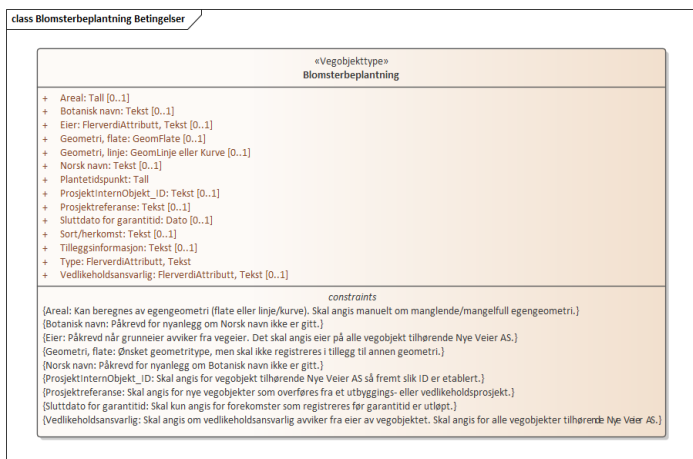 class Blomsterbeplantning Betingelser
«Vegobjekttype»
Blomsterbeplantning
+ Areal: Tall [0..1]
+ Botanisk navn: Tekst [0..1]
+ Eier: FlerverdiAttributt, Tekst [0..1]
+ Geometri, flate: GeomFlate [0..1]
+ Geometri, linje: GeomLinje eller Kurve [0..1]
+ Norsk navn: Tekst [0..1]
+ Plantetidspunkt: Tall
+ ProsjektInternObjekt_ID: Tekst [0..1]
+ Prosjektreferanse: Tekst [0..1]
+ Sluttdato for garantitid: Dato [0..1]
+ Sort/herkomst: Tekst [0..1]
+ Tilleggsinformasjon: Tekst [0..1]
+ Type: FlerverdiAttributt, Tekst
+ Vedlikeholdsansvarlig: FlerverdiAttributt, Tekst [0..1]
constraints
{Areal: Kan beregnes av egengeometri (flate eller linje/kurve). Skal angis manuelt om manglende/mangelfull egengeometri.}
{Botanisk navn: Påkrevd for nyanlegg om Norsk navn ikke er gitt.}
{Eier: Påkrevd når grunneier avviker fra vegeier. Det skal angis eier på alle vegobjekt tilhørende Nye Veier AS.}
{Geometri, flate: Ønsket geometritype, men skal ikke registreres i tillegg til annen geometri.}
{Norsk navn: Påkrevd for nyanlegg om Botanisk navn ikke er gitt.}
{ProsjektInternObjekt_ID: Skal angis for vegobjekt tilhørende Nye Veier AS så fremt slik ID er etablert.}
{Prosjektreferanse: Skal angis for nye vegobjekter som overføres fra et utbyggings- eller vedlikeholdsprosjekt.}
{Sluttdato for garantitid: Skal kun angis for forekomster som registreres før garantitid er utløpt.}
{Vedlikeholdsansvarlig: Skal angis om vedlikeholdsansvarlig avviker fra eier av vegobjektet. Skal angis for alle vegobjekter tilhørende Nye Veier AS.}